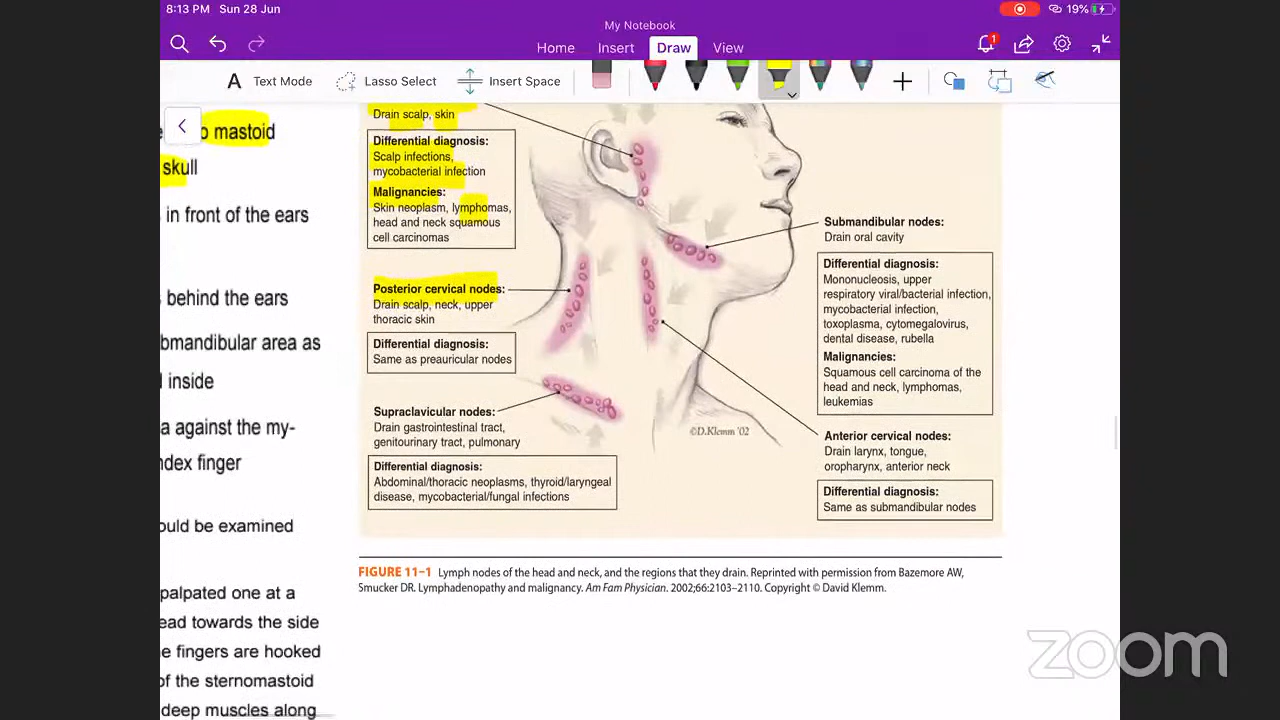 8:13 PM Sun 28 Jun
19%
My Notebook
Home Insert Draw View
1
A Text Mode Lasso Select Insert Space
o mastoid
skull
in front of the ears
behind the ears
bmandibular area as
inside
a against the my-
ndex finger
ould be examined
palpated one at a
ead towards the side
e fingers are hooked
of the sternomastoid
deep muscles along
Drain scalp, skin
Differential diagnosis:
Scalp infections,
mycobacterial infection
Malignancies:
Skin neoplasm, lymphomas,
head and neck squamous
cell carcinomas
Posterior cervical nodes:
Drain scalp, neck, upper
thoracic skin
Differential diagnosis:
Same as preauricular nodes
Supraclavicular nodes:
Drain gastrointestinal tract,
genitourinary tract, pulmonary
Differential diagnosis:
Abdominal/thoracic neoplasms, thyroid/laryngeal
disease, mycobacterial/fungal infections
Submandibular nodes:
Drain oral cavity
Differential diagnosis:
Mononucleosis, upper
respiratory viral/bacterial infection,
mycobacterial infection,
toxoplasma, cytomegalovirus,
dental disease, rubella
Malignancies:
Squamous cell carcinoma of the
head and neck, lymphomas,
leukemias
©D.Klemm '02
Anterior cervical nodes:
Drain larynx, tongue,
oropharynx, anterior neck
Differential diagnosis:
Same as submandibular nodes
FIGURE 11–1 Lymph nodes of the head and neck, and the regions that they drain. Reprinted with permission from Bazemore AW,
Smucker DR. Lymphadenopathy and malignancy. Am Fam Physician. 2002;66:2103–2110. Copyright © David Klemm.
zoom